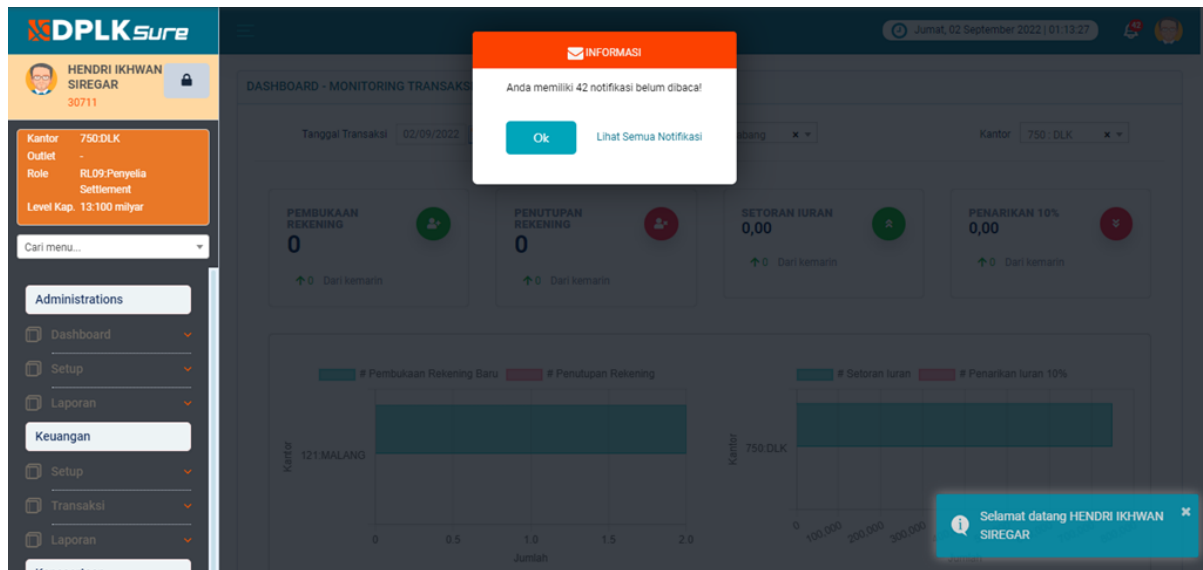 DPLKSure
HENDRI IKHWAN
SIREGAR
30711
Kantor 750:DLK
Outlet -
Role RL09:Penyelia
Settlement
Level Kap. 13:100 milyar
Cari menu...
Administrations
Dashboard
Setup
Laporan
Keuangan
Setup
Transaksi
Laporan
Jumat, 02 September 2022 | 01:13:27
42
INFORMASI
Anda memiliki 42 notifikasi belum dibaca!
Ok Lihat Semua Notifikasi
DASHBOARD - MONITORING TRANSAKS
Tanggal Transaksi 02/09/2022
abang × Kantor 750 : DLK ×
PEMBUKAAN
REKENING
0
0 Dari kemarin
PENUTUPAN
REKENING
0
0 Dari kemarin
SETORAN IURAN
0,00
0 Dari kemarin
PENARIKAN 10%
0,00
0 Dari kemarin
# Pembukaan Rekening Baru # Penutupan Rekening
Kantor
121:MALANG
0 0.5 1.0 1.5 2.0
Jumlah
# Setoran Iuran # Penarikan Iuran 10%
Kantor
750:DLK
0 100,000 200,000 300,000
Selamat datang HENDRI IKHWAN
SIREGAR
×